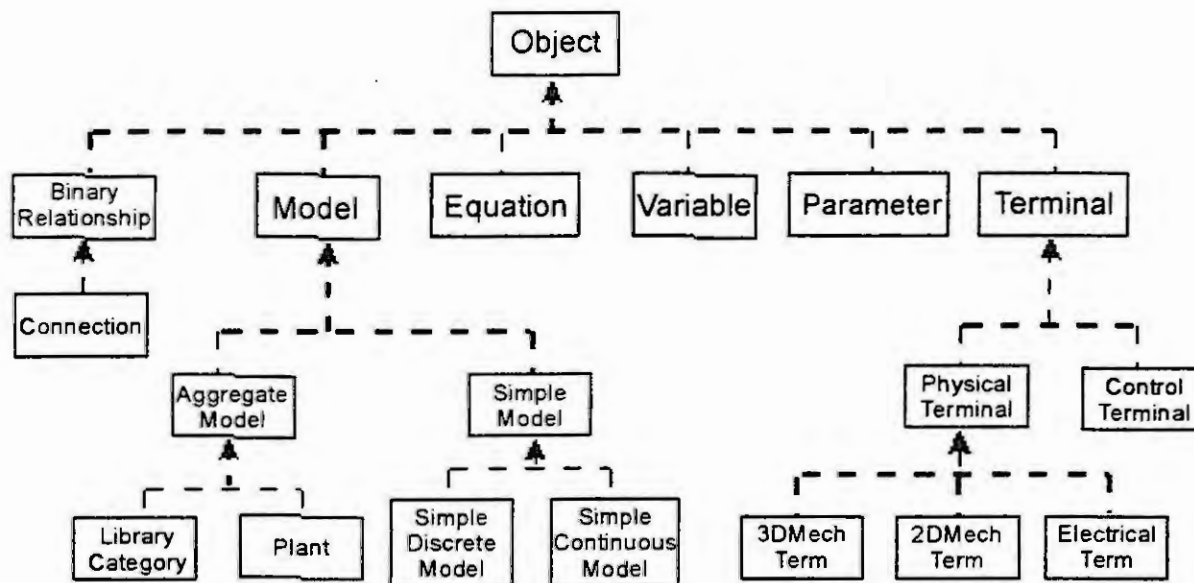 Object
Binary
Relationship
Model
Equation
Variable
Parameter
Terminal
Connection
Aggregate
Model
Simple
Model
Physical
Terminal
Control
Terminal
Library
Category
Plant
Simple
Discrete
Model
Simple
Continuous
Model
3DMech
Term
2DMech
Term
Electrical
Term